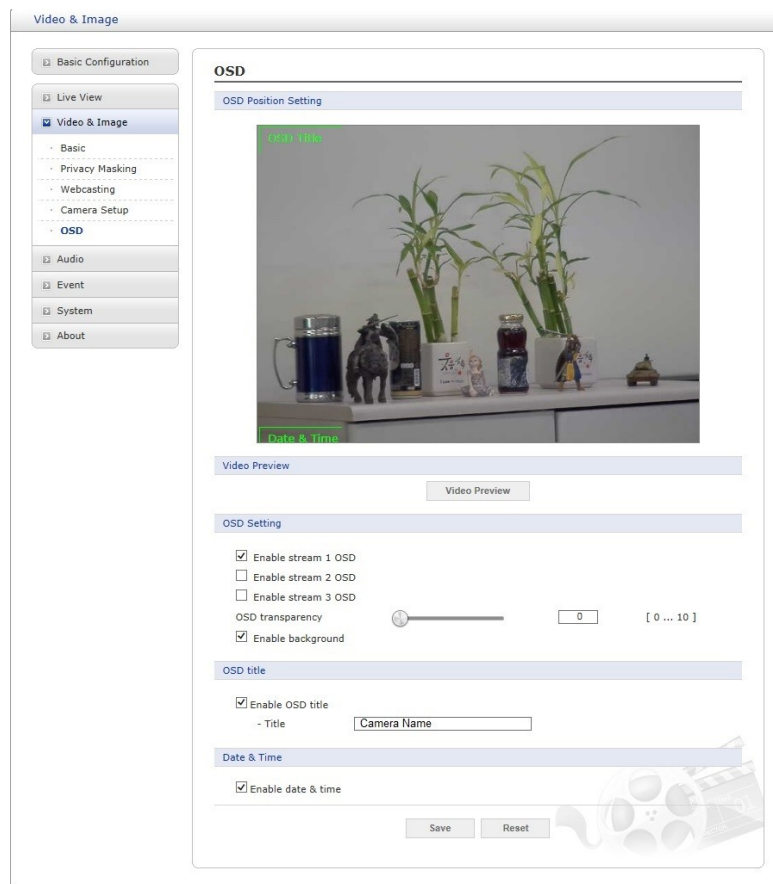 Video & Image
Basic Configuration
Live View
Video & Image
Basic
Privacy Masking
Webcasting
Camera Setup
OSD
Audio
Event
System
About
OSD
OSD Position Setting
OSD Title
Date & Time
Video Preview
Video Preview
OSD Setting
Enable stream 1 OSD
Enable stream 2 OSD
Enable stream 3 OSD
OSD transparency 0 [ 0 ... 10 ]
Enable background
OSD title
Enable OSD title
- Title Camera Name
Date & Time
Enable date & time
Save Reset